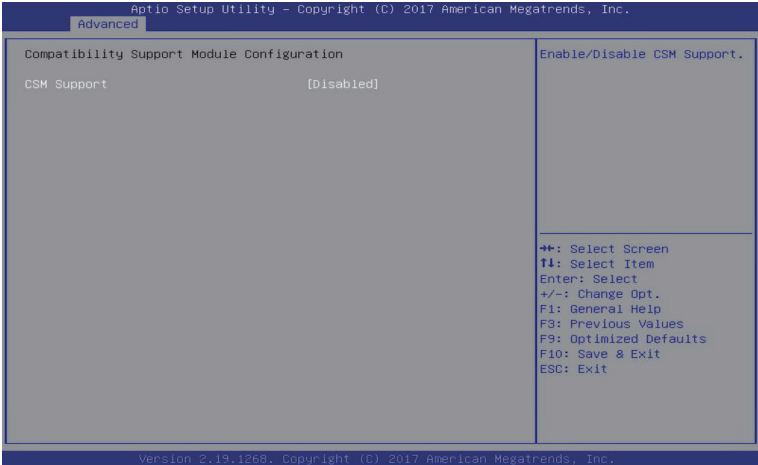 Aptio Setup Utility – Copyright (C) 2017 American Megatrends, Inc.
Advanced
Compatibility Support Module Configuration
CSM Support [Disabled]
Enable/Disable CSM Support.
→←: Select Screen
↑↓: Select Item
Enter: Select
+/-: Change Opt.
F1: General Help
F3: Previous Values
F9: Optimized Defaults
F10: Save & Exit
ESC: Exit
Version 2.19.1268. Copyright (C) 2017 American Megatrends, Inc.